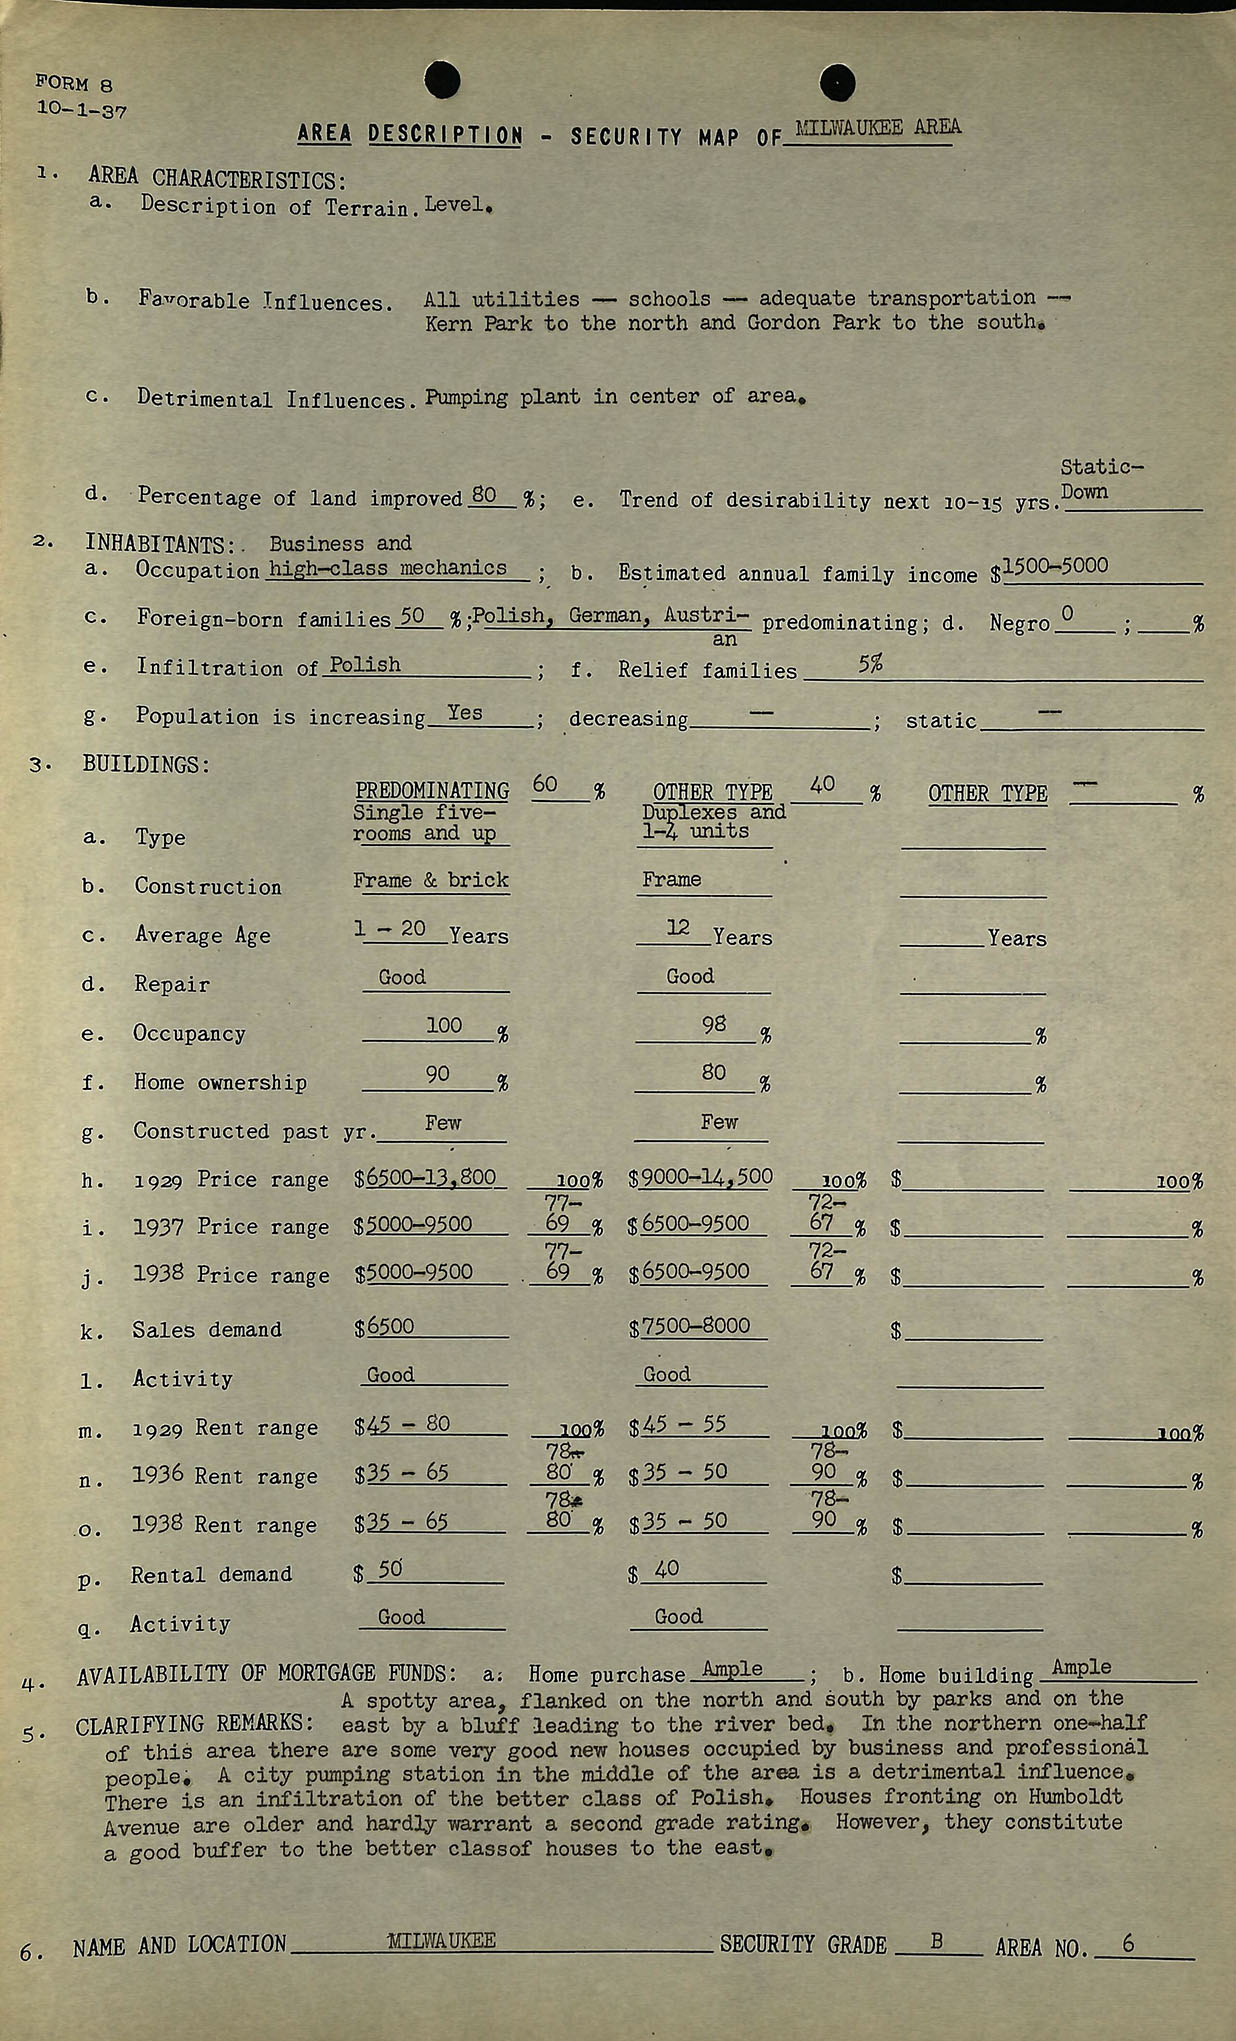 FORM 8
10-1-37
AREA DESCRIPTION - SECURITY MAP OF MILWAUKEE AREA
1. AREA CHARACTERISTICS:
a. Description of Terrain. Level.
b. Favorable Influences. All utilities — schools — adequate transportation —
Kern Park to the north and Gordon Park to the south.
c. Detrimental Influences. Pumping plant in center of area.
Static-
d. Percentage of land improved 80 %; e. Trend of desirability next 10-15 yrs. Down
2. INHABITANTS: Business and
a. Occupation high-class mechanics ; b. Estimated annual family income $1500-5000
c. Foreign-born families 50 %; Polish, German, Austri- predominating; d. Negro 0 ; %
an
e. Infiltration of Polish ; f. Relief families 5%
g. Population is increasing Yes ; decreasing — ; static —
3. BUILDINGS:
PREDOMINATING 60 % OTHER TYPE 40 % OTHER TYPE — %
Single five- Duplexes and
a. Type rooms and up 1-4 units
b. Construction Frame & brick Frame
c. Average Age 1 - 20 Years 12 Years Years
d. Repair Good Good
e. Occupancy 100 % 98 % %
f. Home ownership 90 % 80 % %
g. Constructed past yr. Few Few
h. 1929 Price range $6500-13,800 100% $9000-14,500 100% $ 100%
77- 72-
i. 1937 Price range $5000-9500 69 % $6500-9500 67 % $ %
77- 72-
j. 1938 Price range $5000-9500 69 % $6500-9500 67 % $ %
k. Sales demand $6500 $7500-8000 $
l. Activity Good Good
m. 1929 Rent range $45 - 80 100% $45 - 55 100% $ 100%
78- 78-
n. 1936 Rent range $35 - 65 80 % $35 - 50 90 % $ %
78- 78-
o. 1938 Rent range $35 - 65 80 % $35 - 50 90 % $ %
p. Rental demand $ 50 $ 40 $
q. Activity Good Good
4. AVAILABILITY OF MORTGAGE FUNDS: a. Home purchase Ample ; b. Home building Ample
A spotty area, flanked on the north and south by parks and on the
5. CLARIFYING REMARKS: east by a bluff leading to the river bed. In the northern one-half
of this area there are some very good new houses occupied by business and professional
people. A city pumping station in the middle of the area is a detrimental influence.
There is an infiltration of the better class of Polish. Houses fronting on Humboldt
Avenue are older and hardly warrant a second grade rating. However, they constitute
a good buffer to the better classof houses to the east.
6. NAME AND LOCATION MILWAUKEE SECURITY GRADE B AREA NO. 6